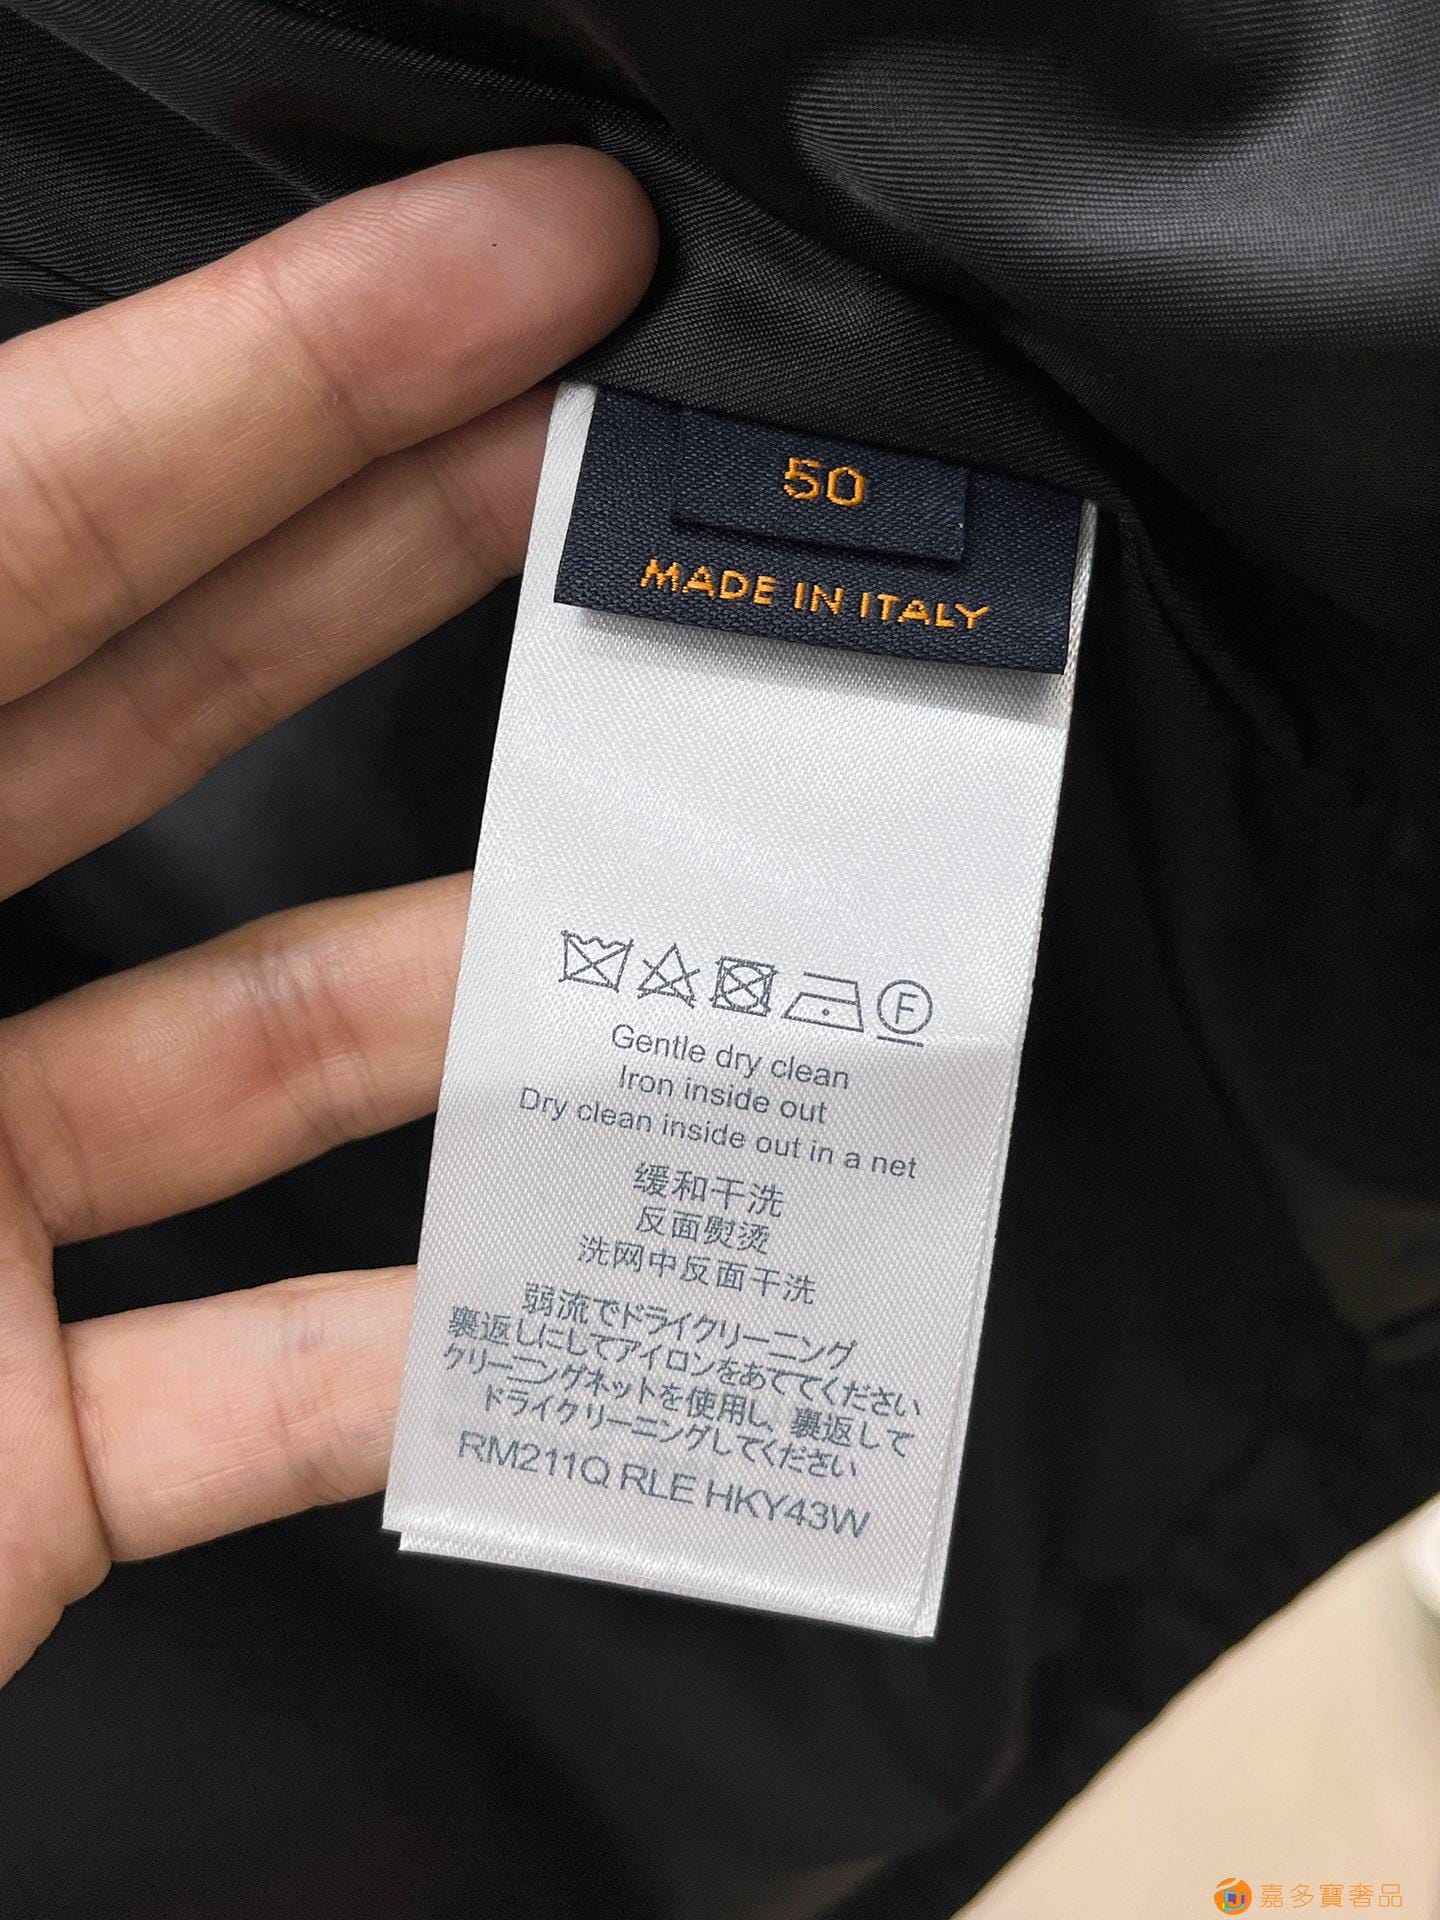 50
MADE IN ITALY
F
Gentle dry clean
Iron inside out
Dry clean inside out in a net
缓和干洗
反面熨烫
洗网中反面干洗
弱流でドライクリーニング
裏返しにしてアイロンをあててください
クリーニングネットを使用し、裏返して
ドライクリーニングしてください
RM211Q RLE HKY43W
嘉多寶奢品